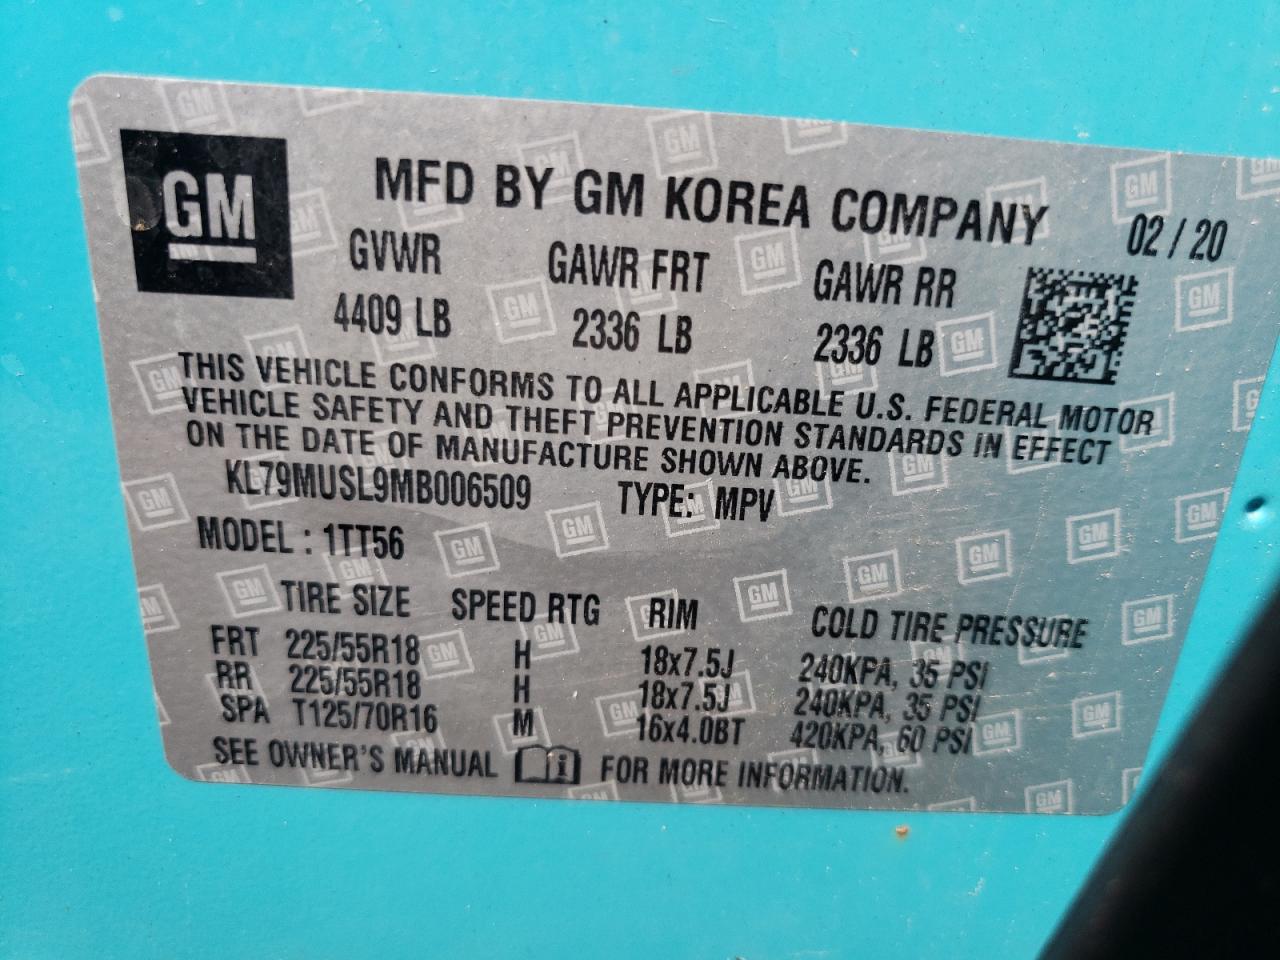 GM
MFD BY GM KOREA COMPANY 02 / 20
GVWR GAWR FRT GAWR RR
4409 LB 2336 LB 2336 LB
THIS VEHICLE CONFORMS TO ALL APPLICABLE U.S. FEDERAL MOTOR
VEHICLE SAFETY AND THEFT PREVENTION STANDARDS IN EFFECT
ON THE DATE OF MANUFACTURE SHOWN ABOVE.
KL79MUSL9MB006509 TYPE: MPV
MODEL : 1TT56
TIRE SIZE SPEED RTG RIM COLD TIRE PRESSURE
FRT 225/55R18 H 18x7.5J 240KPA, 35 PSI
RR 225/55R18 H 18x7.5J 240KPA, 35 PSI
SPA T125/70R16 M 16x4.0BT 420KPA, 60 PSI
SEE OWNER'S MANUAL i FOR MORE INFORMATION.